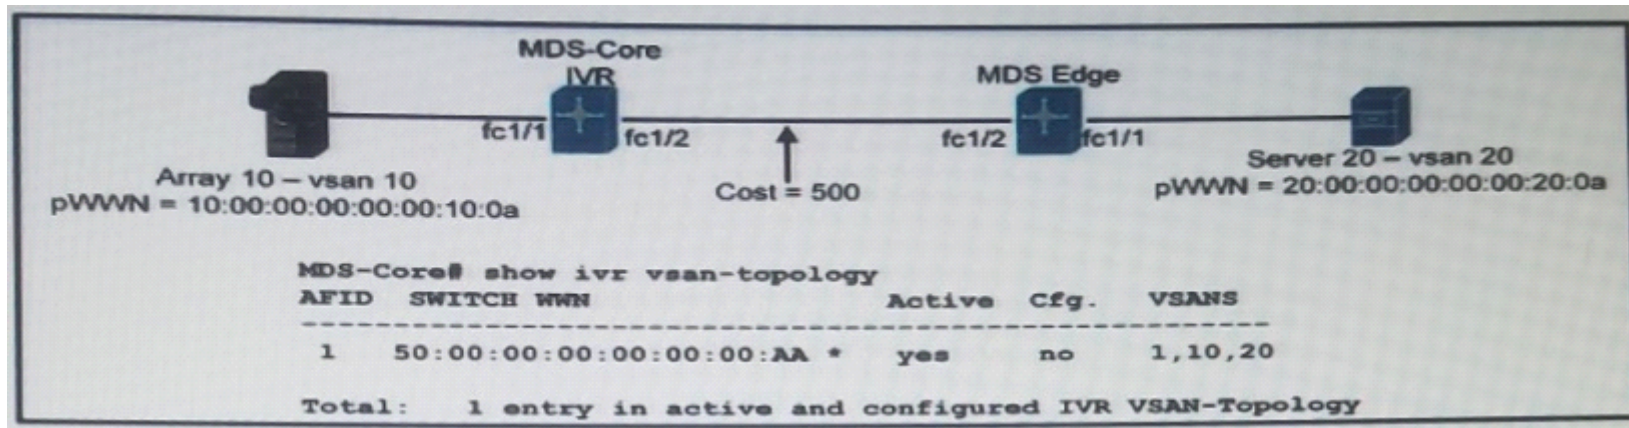 MDS-Core
IVR
MDS Edge
fc1/1
fc1/2
fc1/2
fc1/1
Array 10 – vsan 10
pWWN = 10:00:00:00:00:00:10:0a
Cost = 500
Server 20 – vsan 20
pWWN = 20:00:00:00:00:00:20:0a
MDS-Core# show ivr vsan-topology
AFID SWITCH WWN Active Cfg. VSANS
--------------------------------------------------------
1 50:00:00:00:00:00:00:AA * yes no 1,10,20
Total: 1 entry in active and configured IVR VSAN-Topology